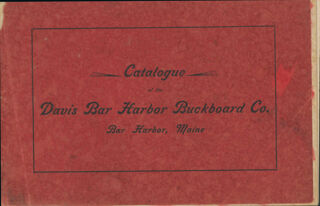 Catalogue
of the
Davis Bar Harbor Buckboard Co.
Bar Harbor, Maine